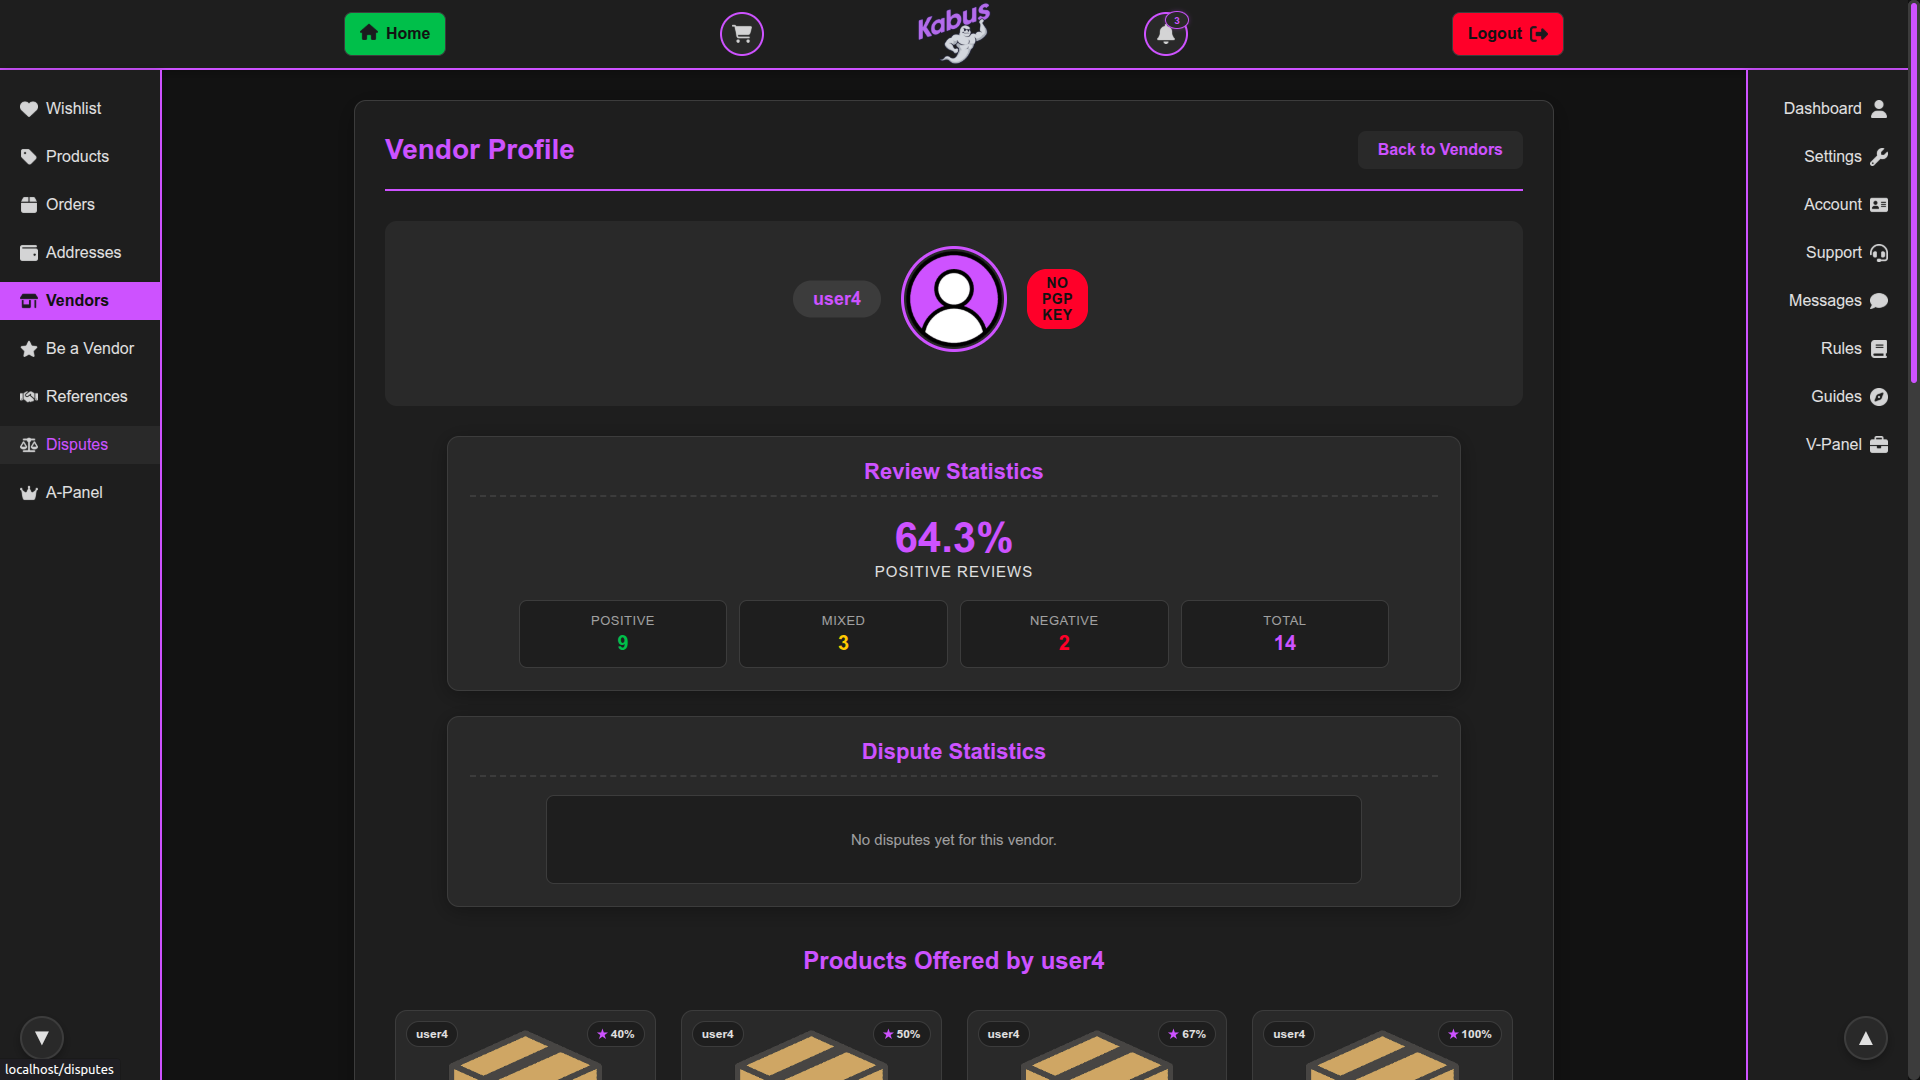 Home
Kabus
3
Logout
Wishlist
Products
Orders
Addresses
Vendors
Be a Vendor
References
Disputes
A-Panel
Dashboard
Settings
Account
Support
Messages
Rules
Guides
V-Panel
Vendor Profile
Back to Vendors
user4
NO
PGP
KEY
Review Statistics
64.3%
POSITIVE REVIEWS
POSITIVE
9
MIXED
3
NEGATIVE
2
TOTAL
14
Dispute Statistics
No disputes yet for this vendor.
Products Offered by user4
user4
★ 40%
user4
★ 50%
user4
★ 67%
user4
★ 100%
▼
▲
localhost/disputes